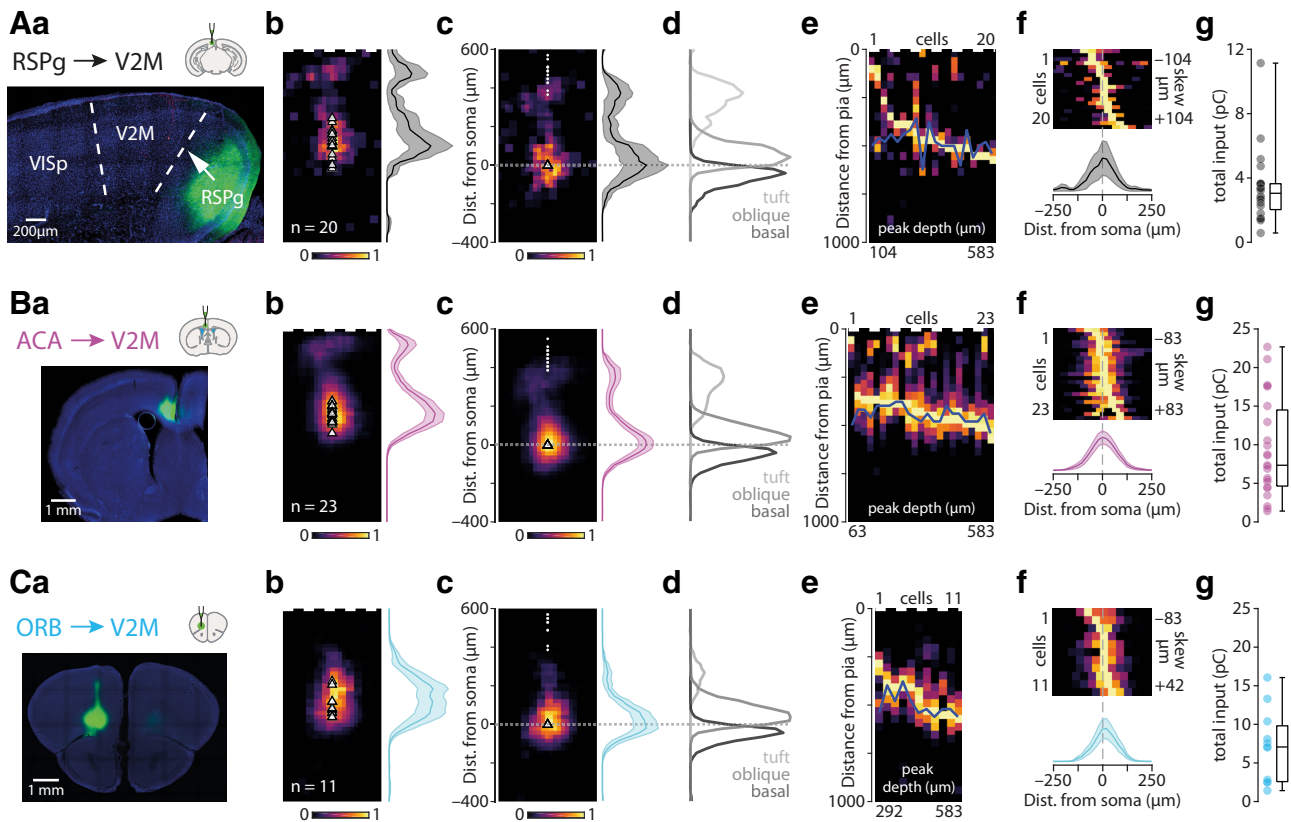 Aa b c d e f g
RSPg → V2M
V2M
VISp
RSPg
200µm
n = 20
0 1
Dist. from soma (µm)
600
0
−400
0 1
tuft
oblique
basal
1 cells 20
Distance from pia (µm)
0
1000
peak depth (µm)
104 583
1
cells
20
−104
skew
µm
+104
−250 0 250
Dist. from soma (µm)
total input (pC)
12
8
4
0
Ba b c d e f g
ACA → V2M
1 mm
n = 23
0 1
Dist. from soma (µm)
600
0
−400
0 1
tuft
oblique
basal
1 cells 23
Distance from pia (µm)
0
1000
peak depth (µm)
63 583
1
cells
23
−83
skew
µm
+83
−250 0 250
Dist. from soma (µm)
total input (pC)
25
20
15
10
5
0
Ca b c d e f g
ORB → V2M
1 mm
n = 11
0 1
Dist. from soma (µm)
600
0
−400
0 1
tuft
oblique
basal
1 cells 11
Distance from pia (µm)
0
1000
peak
depth (µm)
292 583
1
cells
11
−83
skew
µm
+42
−250 0 250
Dist. from soma (µm)
total input (pC)
25
20
15
10
5
0